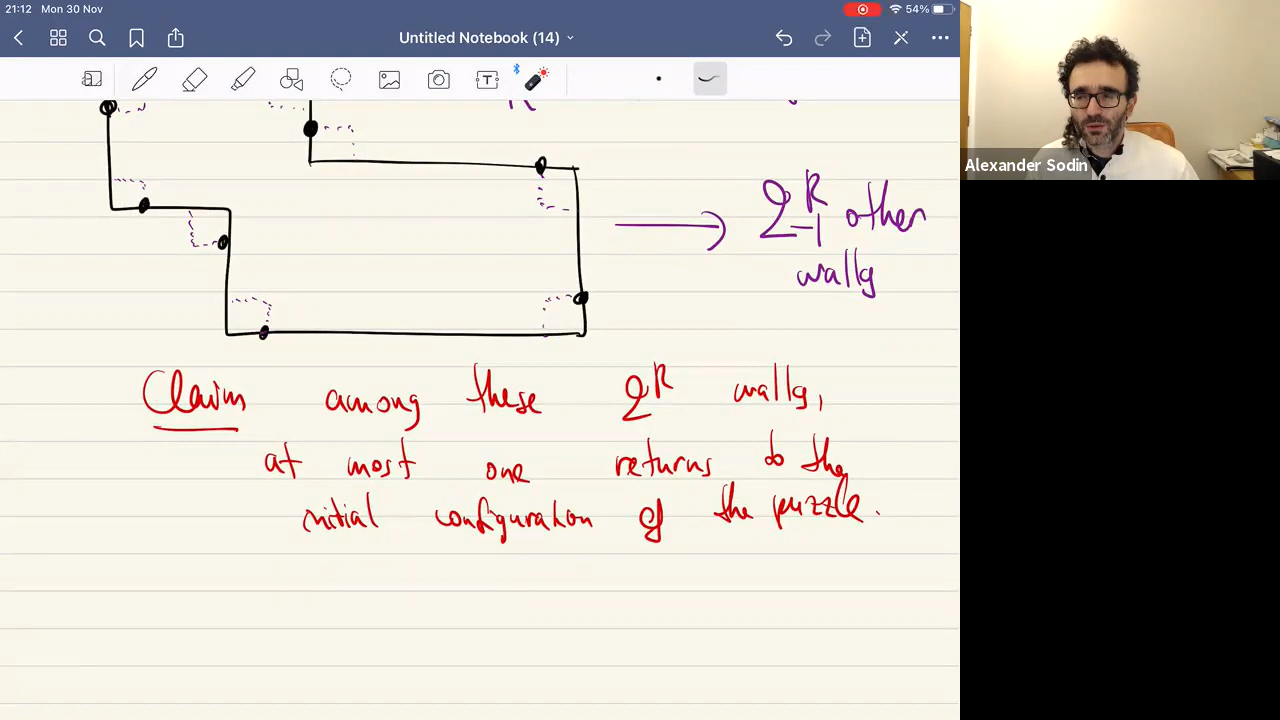 21:12 Mon 30 Nov
54%
Untitled Notebook (14)
Alexander Sodin
R
2^R - 1 other
walls
Claim among these 2^R walls,
at most one returns to the
initial configuration of the puzzle.